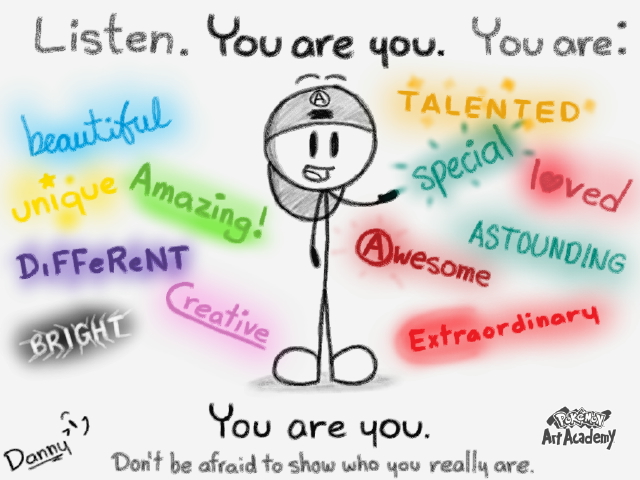 Listen. You are you. You are:
beautiful
unique
Amazing!
DiFFeReNT
Creative
BRIGHT
A
TALENTED
special
loved
Awesome
ASTOUNDING
Extraordinary
You are you.
Don't be afraid to show who you really are.
Danny
POKéMON
Art Academy